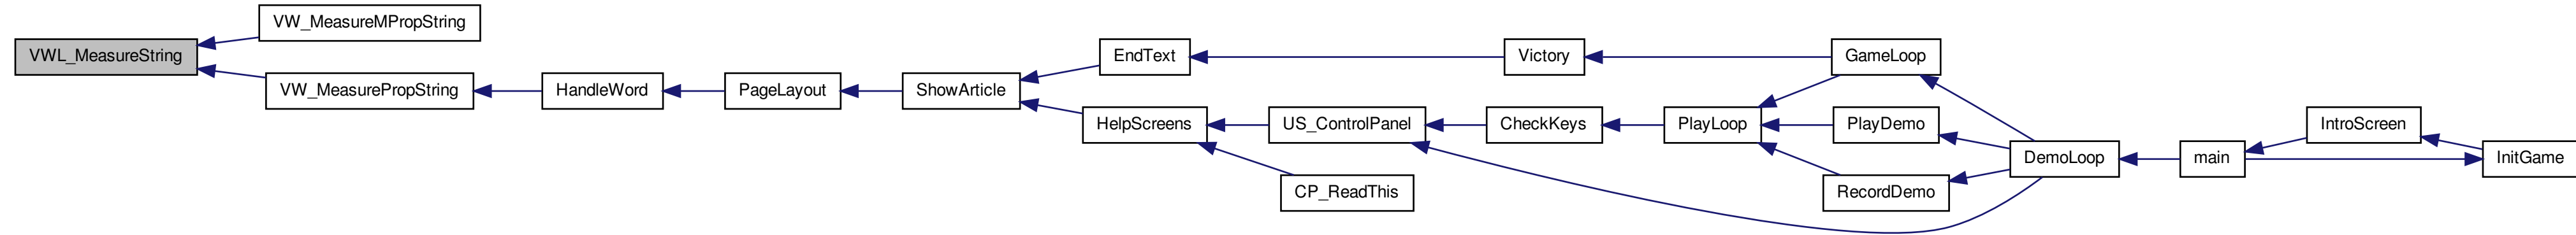 VWL_MeasureString
VW_MeasureMPropString
VW_MeasurePropString
HandleWord
PageLayout
ShowArticle
EndText
HelpScreens
US_ControlPanel
CP_ReadThis
Victory
CheckKeys
PlayLoop
GameLoop
PlayDemo
RecordDemo
DemoLoop
main
IntroScreen
InitGame